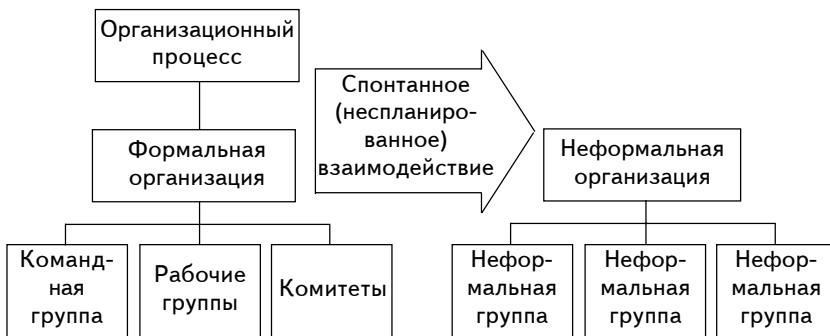 Организационный
процесс
Спонтанное
(неспланиро-
ванное)
взаимодействие
Формальная
организация
Неформальная
организация
Команд-
ная
группа
Рабочие
группы
Комитеты
Нефор-
мальная
группа
Нефор-
мальная
группа
Нефор-
мальная
группа